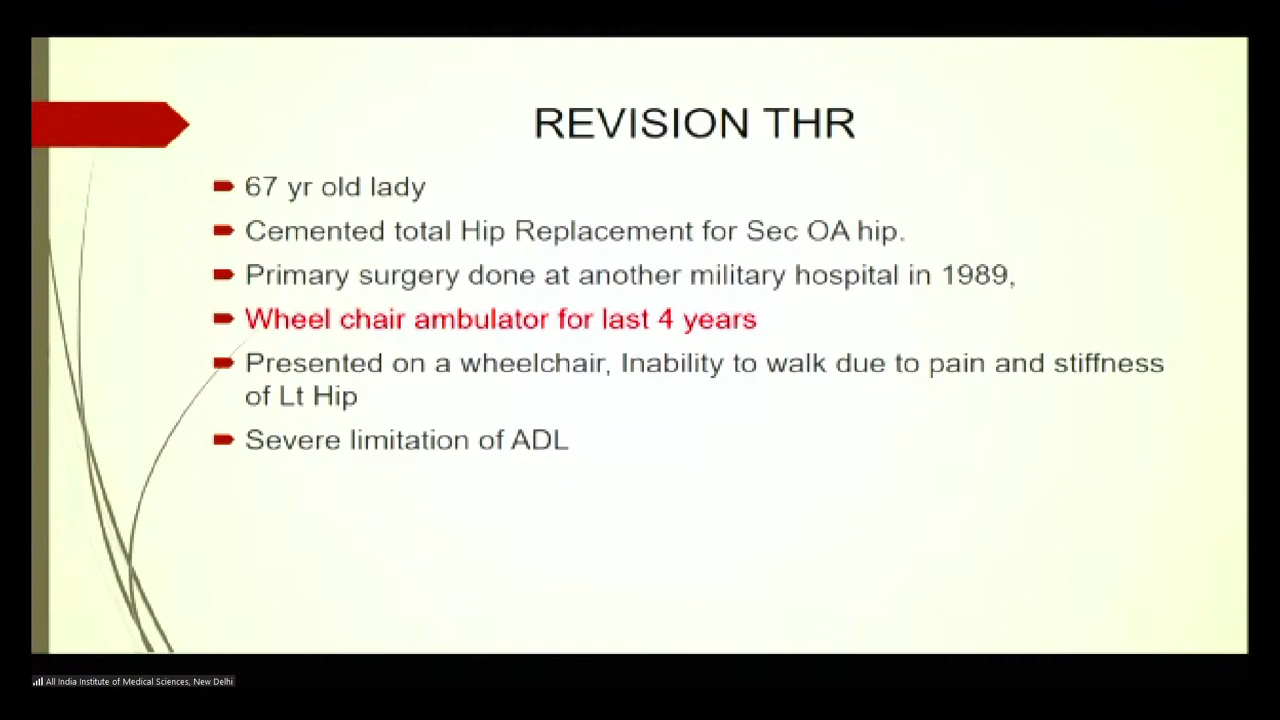 REVISION THR
67 yr old lady
Cemented total Hip Replacement for Sec OA hip.
Primary surgery done at another military hospital in 1989,
Wheel chair ambulator for last 4 years
Presented on a wheelchair, Inability to walk due to pain and stiffness
of Lt Hip
Severe limitation of ADL
All India Institute of Medical Sciences, New Delhi